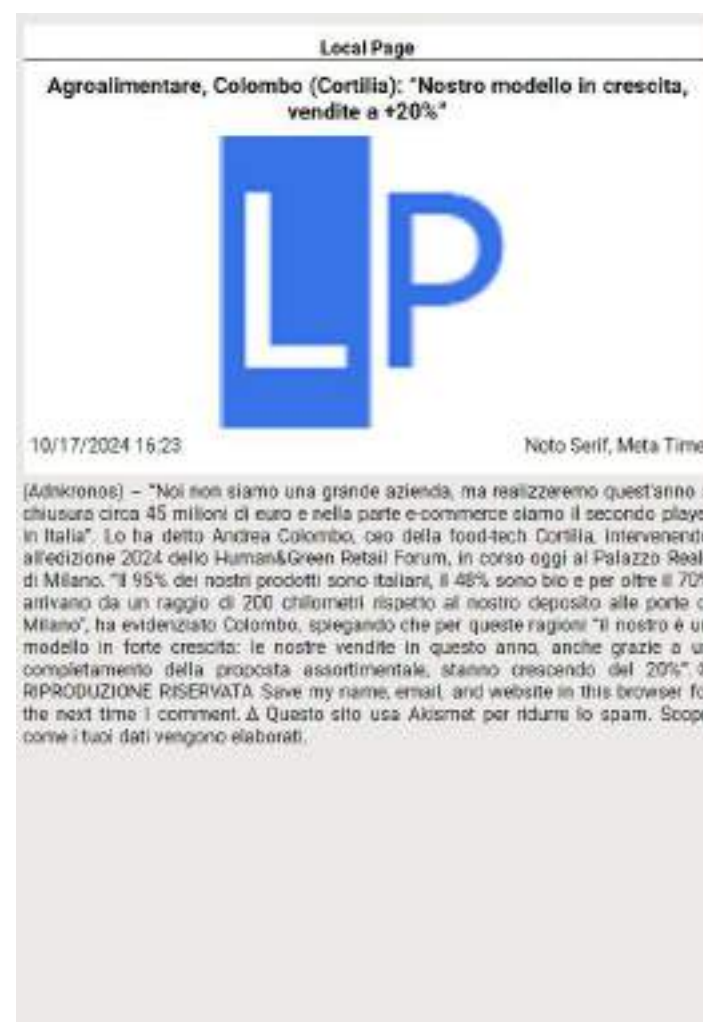 Local Page
Agroalimentare, Colombo (Cortilia): “Nostro modello in crescita,
vendite a +20%”
LP
10/17/2024 16:23
Noto Serif, Meta Time
(Adnkronos) – “Noi non siamo una grande azienda, ma realizzeremo quest'anno
chiusura circa 45 milioni di euro e nella parte e-commerce siamo il secondo playe
in Italia”. Lo ha detto Andrea Colombo, ceo della food-tech Cortilia, intervenendo
all'edizione 2024 dello Human&Green Retail Forum, in corso oggi al Palazzo Real
di Milano. “Il 95% dei nostri prodotti sono italiani, il 48% sono bio e per oltre il 70%
arrivano da un raggio di 200 chilometri rispetto al nostro deposito alle porte d
Milano”, ha evidenziato Colombo, spiegando che per queste ragioni “il nostro è un
modello in forte crescita: le nostre vendite in questo anno, anche grazie a un
completamento della proposta assortimentale, stanno crescendo del 20%” ©
RIPRODUZIONE RISERVATA Save my name, email, and website in this browser fo
the next time I comment. Δ Questo sito usa Akismet per ridurre lo spam. Scopr
come i tuoi dati vengono elaborati.